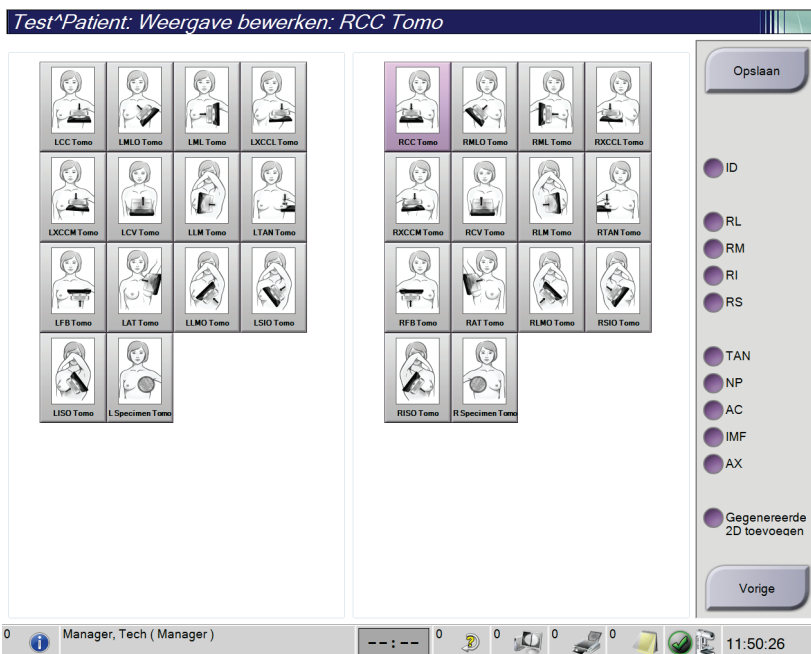 Test^Patient: Weergave bewerken: RCC Tomo
LCC Tomo
LMLO Tomo
LML Tomo
LXCCL Tomo
LXCCM Tomo
LCV Tomo
LLM Tomo
LTAN Tomo
LFB Tomo
LAT Tomo
LLMO Tomo
LSIO Tomo
LISO Tomo
L Specimen Tomo
RCC Tomo
RMLO Tomo
RML Tomo
RXCCL Tomo
RXCCM Tomo
RCV Tomo
RLM Tomo
RTAN Tomo
RFB Tomo
RAT Tomo
RLMO Tomo
RSIO Tomo
RISO Tomo
R Specimen Tomo
Opslaan
ID
RL
RM
RI
RS
TAN
NP
AC
IMF
AX
Gegenereerde
2D toevoegen
Vorige
0
Manager, Tech ( Manager )
--:--
0
0
0
0
11:50:26